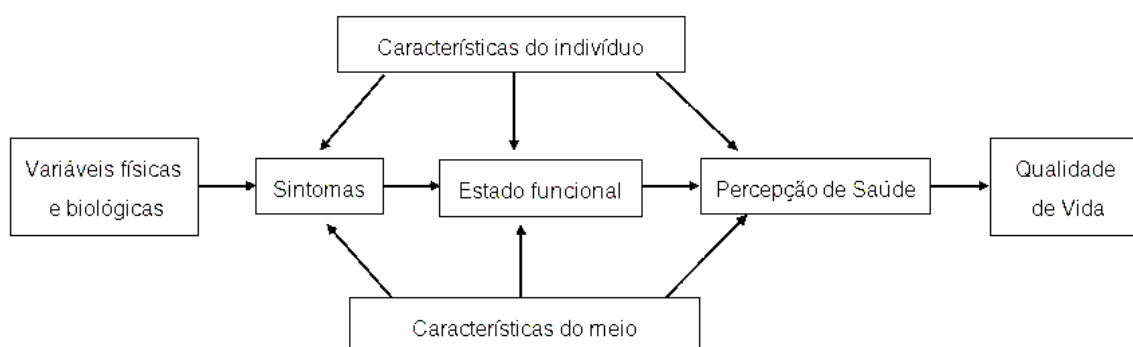 Características do indivíduo
Variáveis físicas
e biológicas
Sintomas
Estado funcional
Percepção de Saúde
Qualidade
de Vida
Características do meio